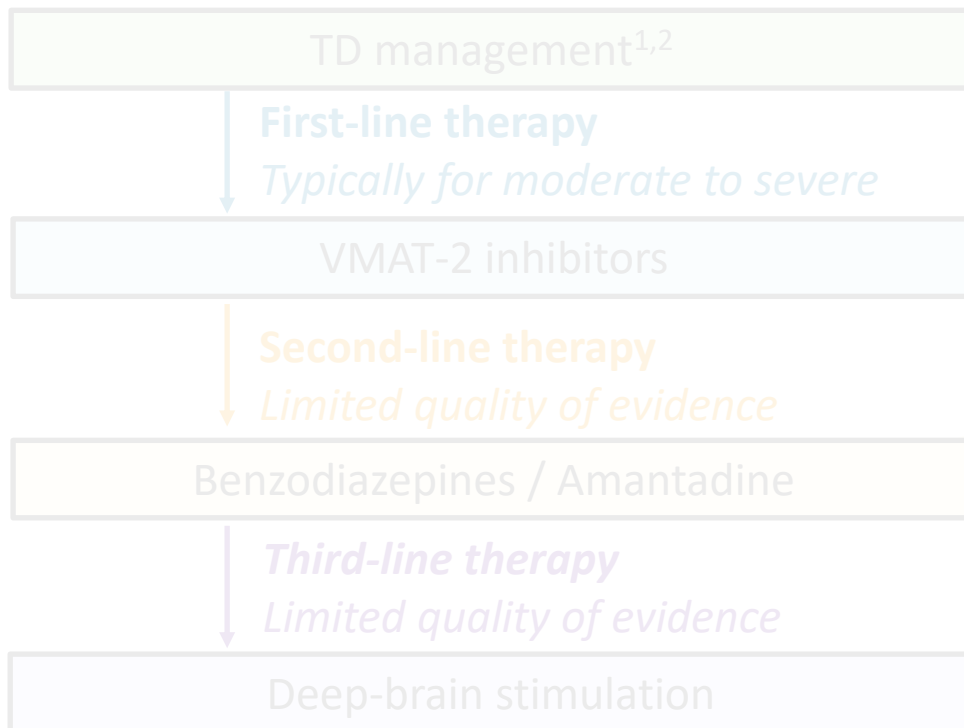 TD management1,2
First-line therapy
Typically for moderate to severe
VMAT-2 inhibitors
Second-line therapy
Limited quality of evidence
Benzodiazepines / Amantadine
Third-line therapy
Limited quality of evidence
Deep-brain stimulation